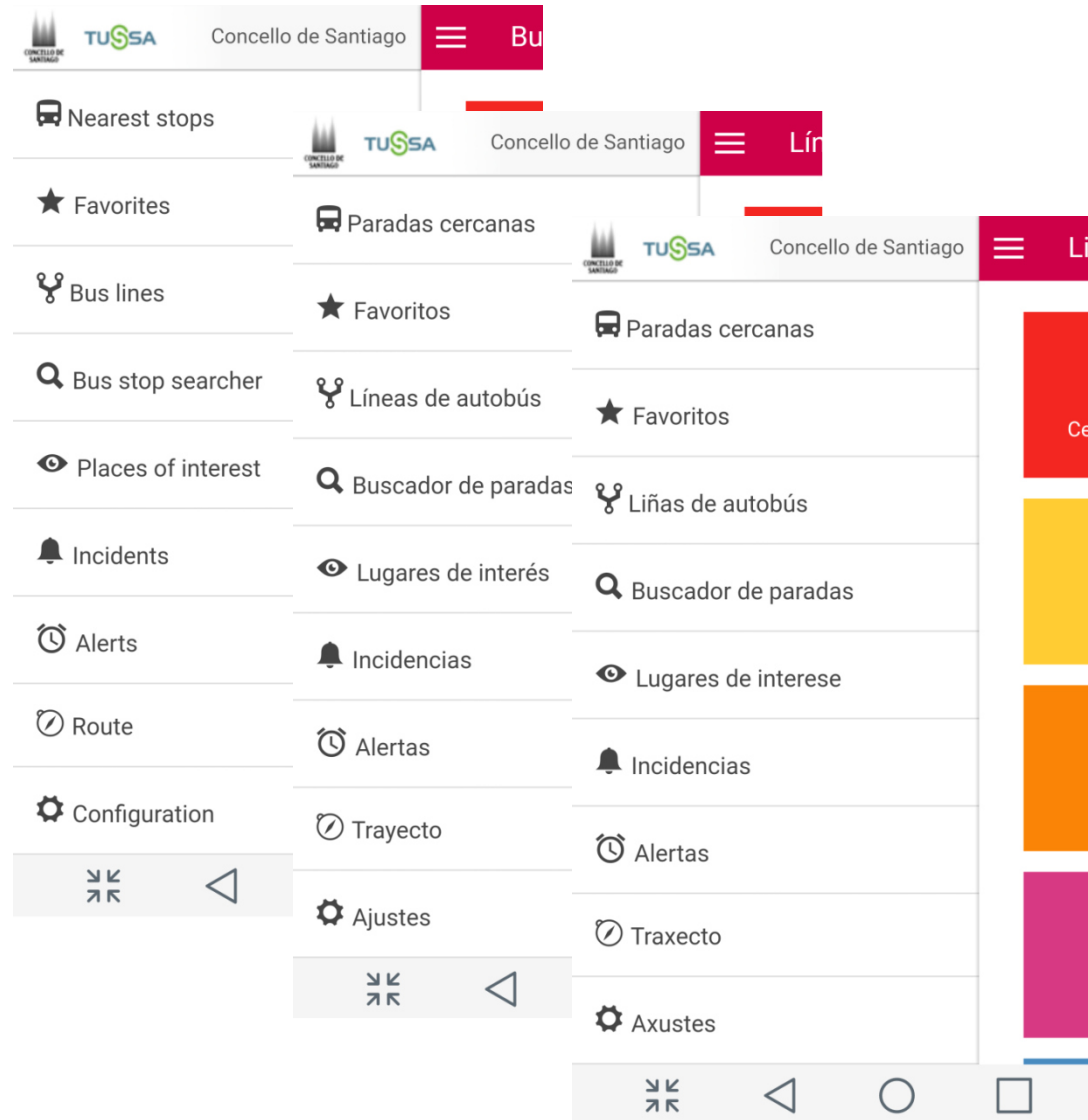 CONCELLO DE
SANTIAGO
TUSSA
Concello de Santiago
Bu
Nearest stops
Favorites
Bus lines
Bus stop searcher
Places of interest
Incidents
Alerts
Route
Configuration
CONCELLO DE
SANTIAGO
TUSSA
Concello de Santiago
Lín
Paradas cercanas
Favoritos
Líneas de autobús
Buscador de paradas
Lugares de interés
Incidencias
Alertas
Trayecto
Ajustes
CONCELLO DE
SANTIAGO
TUSSA
Concello de Santiago
Li
Paradas cercanas
Favoritos
Liñas de autobús
Buscador de paradas
Lugares de interese
Incidencias
Alertas
Traxecto
Axustes
Ce